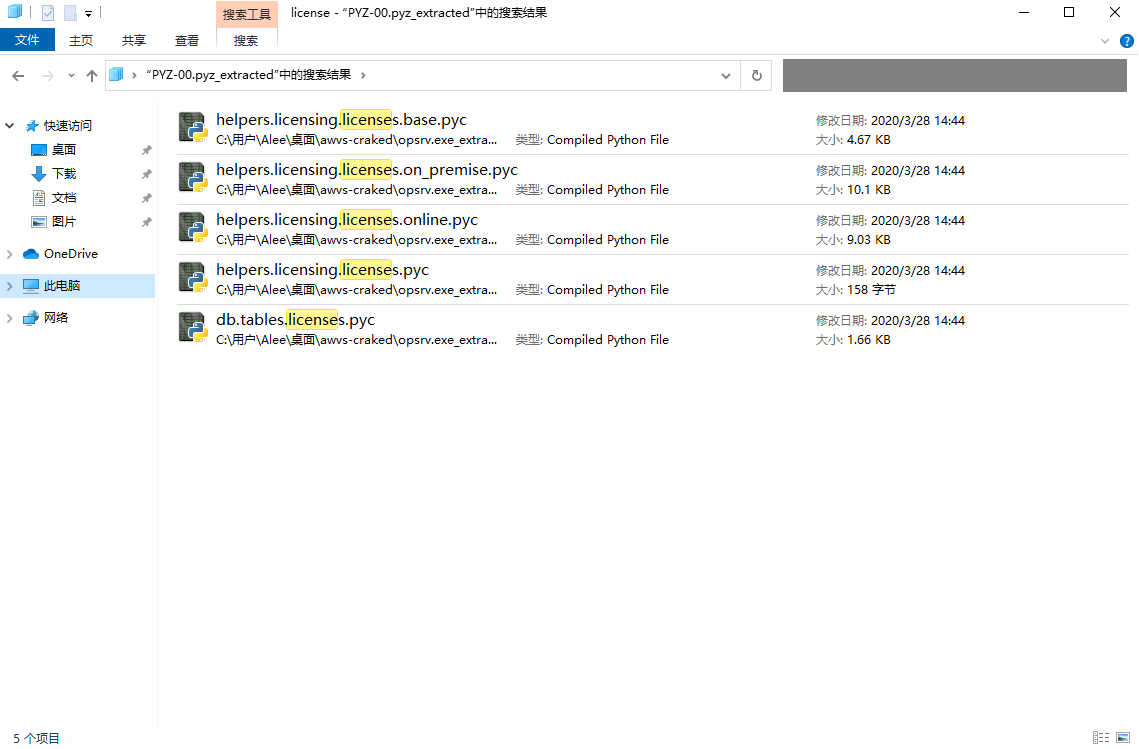 license - “PYZ-00.pyz_extracted”中的搜索结果
搜索工具
文件 主页 共享 查看 搜索
“PYZ-00.pyz_extracted”中的搜索结果
快速访问
桌面
下载
文档
图片
OneDrive
此电脑
网络
helpers.licensing.licenses.base.pyc
修改日期: 2020/3/28 14:44
C:\用户\Alee\桌面\awvs-craked\opsrv.exe_extra... 类型: Compiled Python File
大小: 4.67 KB
helpers.licensing.licenses.on_premise.pyc
修改日期: 2020/3/28 14:44
C:\用户\Alee\桌面\awvs-craked\opsrv.exe_extra... 类型: Compiled Python File
大小: 10.1 KB
helpers.licensing.licenses.online.pyc
修改日期: 2020/3/28 14:44
C:\用户\Alee\桌面\awvs-craked\opsrv.exe_extra... 类型: Compiled Python File
大小: 9.03 KB
helpers.licensing.licenses.pyc
修改日期: 2020/3/28 14:44
C:\用户\Alee\桌面\awvs-craked\opsrv.exe_extra... 类型: Compiled Python File
大小: 158 字节
db.tables.licenses.pyc
修改日期: 2020/3/28 14:44
C:\用户\Alee\桌面\awvs-craked\opsrv.exe_extra... 类型: Compiled Python File
大小: 1.66 KB
5 个项目